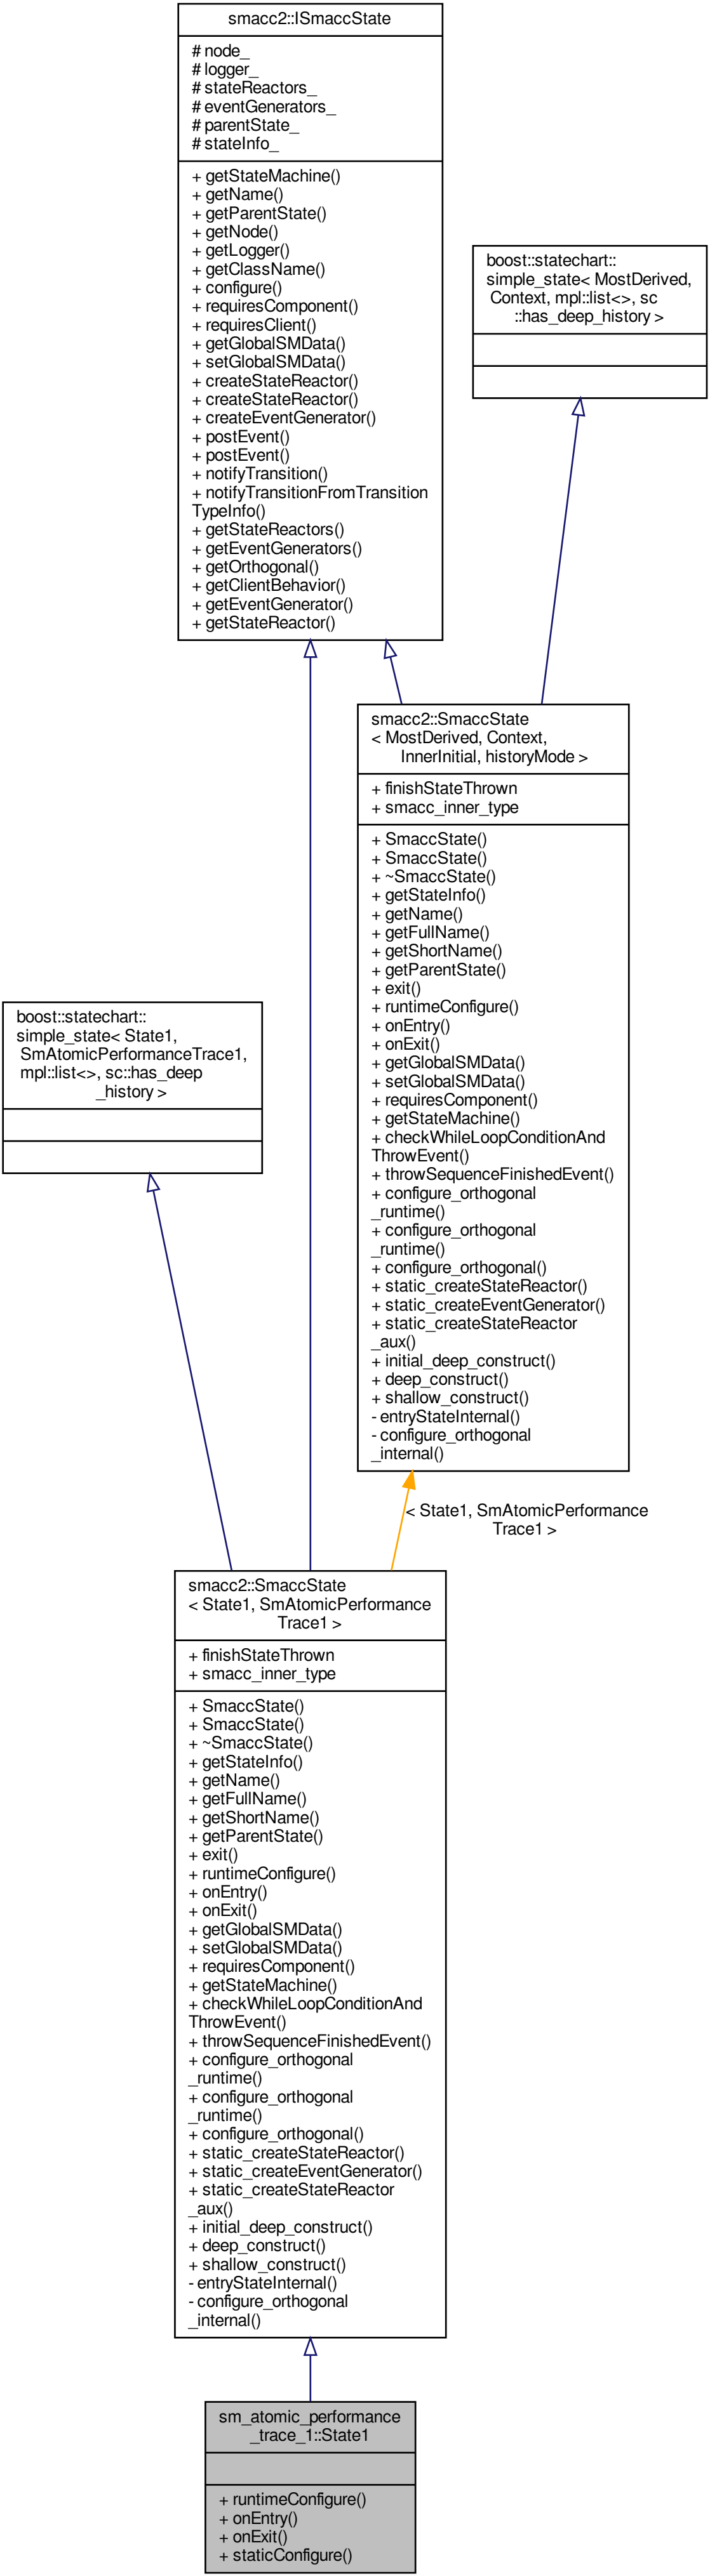 smacc2::ISmaccState
# node_
# logger_
# stateReactors_
# eventGenerators_
# parentState_
# stateInfo_
+ getStateMachine()
+ getName()
+ getParentState()
+ getNode()
+ getLogger()
+ getClassName()
+ configure()
+ requiresComponent()
+ requiresClient()
+ getGlobalSMData()
+ setGlobalSMData()
+ createStateReactor()
+ createStateReactor()
+ createEventGenerator()
+ postEvent()
+ postEvent()
+ notifyTransition()
+ notifyTransitionFromTransition
TypeInfo()
+ getStateReactors()
+ getEventGenerators()
+ getOrthogonal()
+ getClientBehavior()
+ getEventGenerator()
+ getStateReactor()
boost::statechart::
simple_state< MostDerived,
Context, mpl::list<>, sc
::has_deep_history >
smacc2::SmaccState
< MostDerived, Context,
InnerInitial, historyMode >
+ finishStateThrown
+ smacc_inner_type
+ SmaccState()
+ SmaccState()
+ ~SmaccState()
+ getStateInfo()
+ getName()
+ getFullName()
+ getShortName()
+ getParentState()
+ exit()
+ runtimeConfigure()
+ onEntry()
+ onExit()
+ getGlobalSMData()
+ setGlobalSMData()
+ requiresComponent()
+ getStateMachine()
+ checkWhileLoopConditionAnd
ThrowEvent()
+ throwSequenceFinishedEvent()
+ configure_orthogonal
_runtime()
+ configure_orthogonal
_runtime()
+ configure_orthogonal()
+ static_createStateReactor()
+ static_createEventGenerator()
+ static_createStateReactor
_aux()
+ initial_deep_construct()
+ deep_construct()
+ shallow_construct()
- entryStateInternal()
- configure_orthogonal
_internal()
boost::statechart::
simple_state< State1,
SmAtomicPerformanceTrace1,
mpl::list<>, sc::has_deep
_history >
< State1, SmAtomicPerformance
Trace1 >
smacc2::SmaccState
< State1, SmAtomicPerformance
Trace1 >
+ finishStateThrown
+ smacc_inner_type
+ SmaccState()
+ SmaccState()
+ ~SmaccState()
+ getStateInfo()
+ getName()
+ getFullName()
+ getShortName()
+ getParentState()
+ exit()
+ runtimeConfigure()
+ onEntry()
+ onExit()
+ getGlobalSMData()
+ setGlobalSMData()
+ requiresComponent()
+ getStateMachine()
+ checkWhileLoopConditionAnd
ThrowEvent()
+ throwSequenceFinishedEvent()
+ configure_orthogonal
_runtime()
+ configure_orthogonal
_runtime()
+ configure_orthogonal()
+ static_createStateReactor()
+ static_createEventGenerator()
+ static_createStateReactor
_aux()
+ initial_deep_construct()
+ deep_construct()
+ shallow_construct()
- entryStateInternal()
- configure_orthogonal
_internal()
sm_atomic_performance
_trace_1::State1
+ runtimeConfigure()
+ onEntry()
+ onExit()
+ staticConfigure()